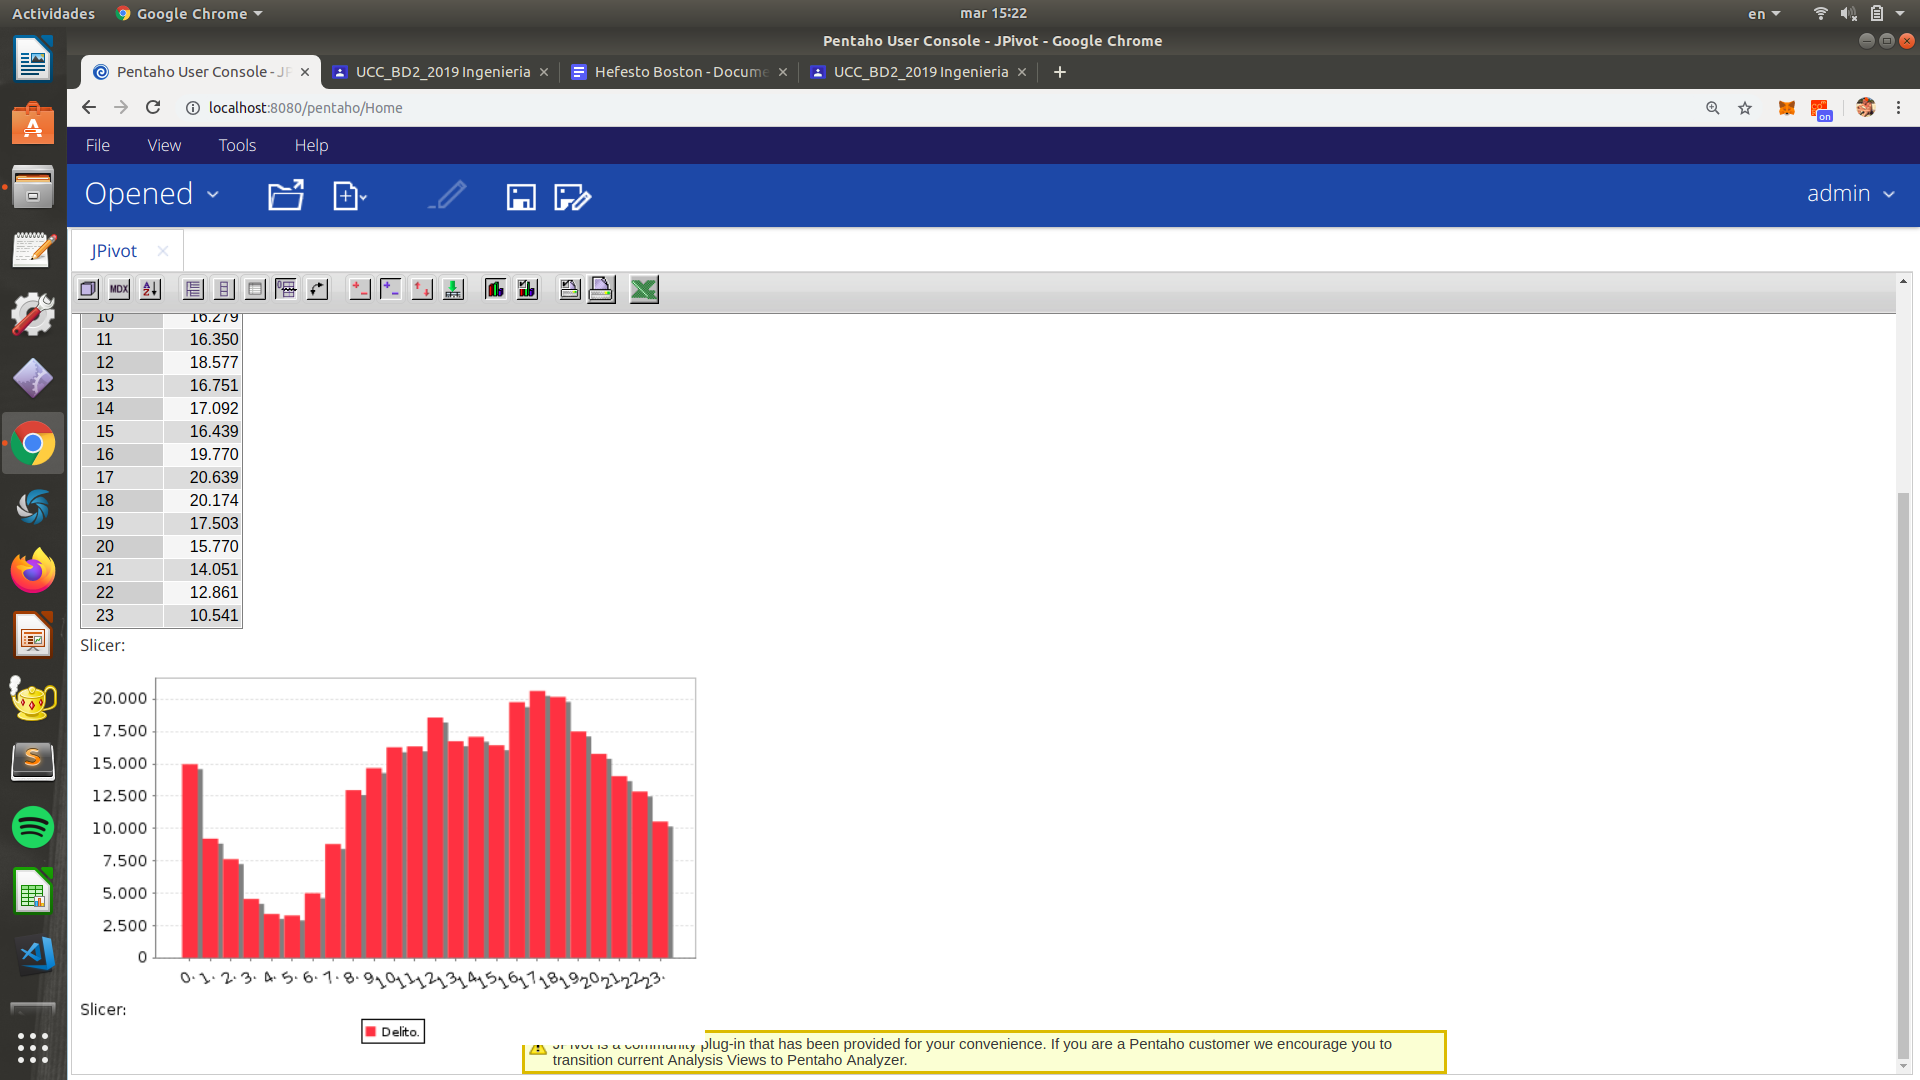 Actividades Google Chrome mar 15:22 en
Pentaho User Console - JPivot - Google Chrome
Pentaho User Console - JP UCC_BD2_2019 Ingenieria Hefesto Boston - Docume UCC_BD2_2019 Ingenieria
localhost:8080/pentaho/Home
on
File View Tools Help
Opened admin
JPivot
MDX
10 16.279
11 16.350
12 18.577
13 16.751
14 17.092
15 16.439
16 19.770
17 20.639
18 20.174
19 17.503
20 15.770
21 14.051
22 12.861
23 10.541
Slicer:
20.000
17.500
15.000
12.500
10.000
7.500
5.000
2.500
0
0. 1. 2. 3. 4. 5. 6. 7. 8. 9. 10. 11. 12. 13. 14. 15. 16. 17. 18. 19. 20. 21. 22. 23.
Slicer:
Delito.
JPivot is a community plug-in that has been provided for your convenience. If you are a Pentaho customer we encourage you to
transition current Analysis Views to Pentaho Analyzer.